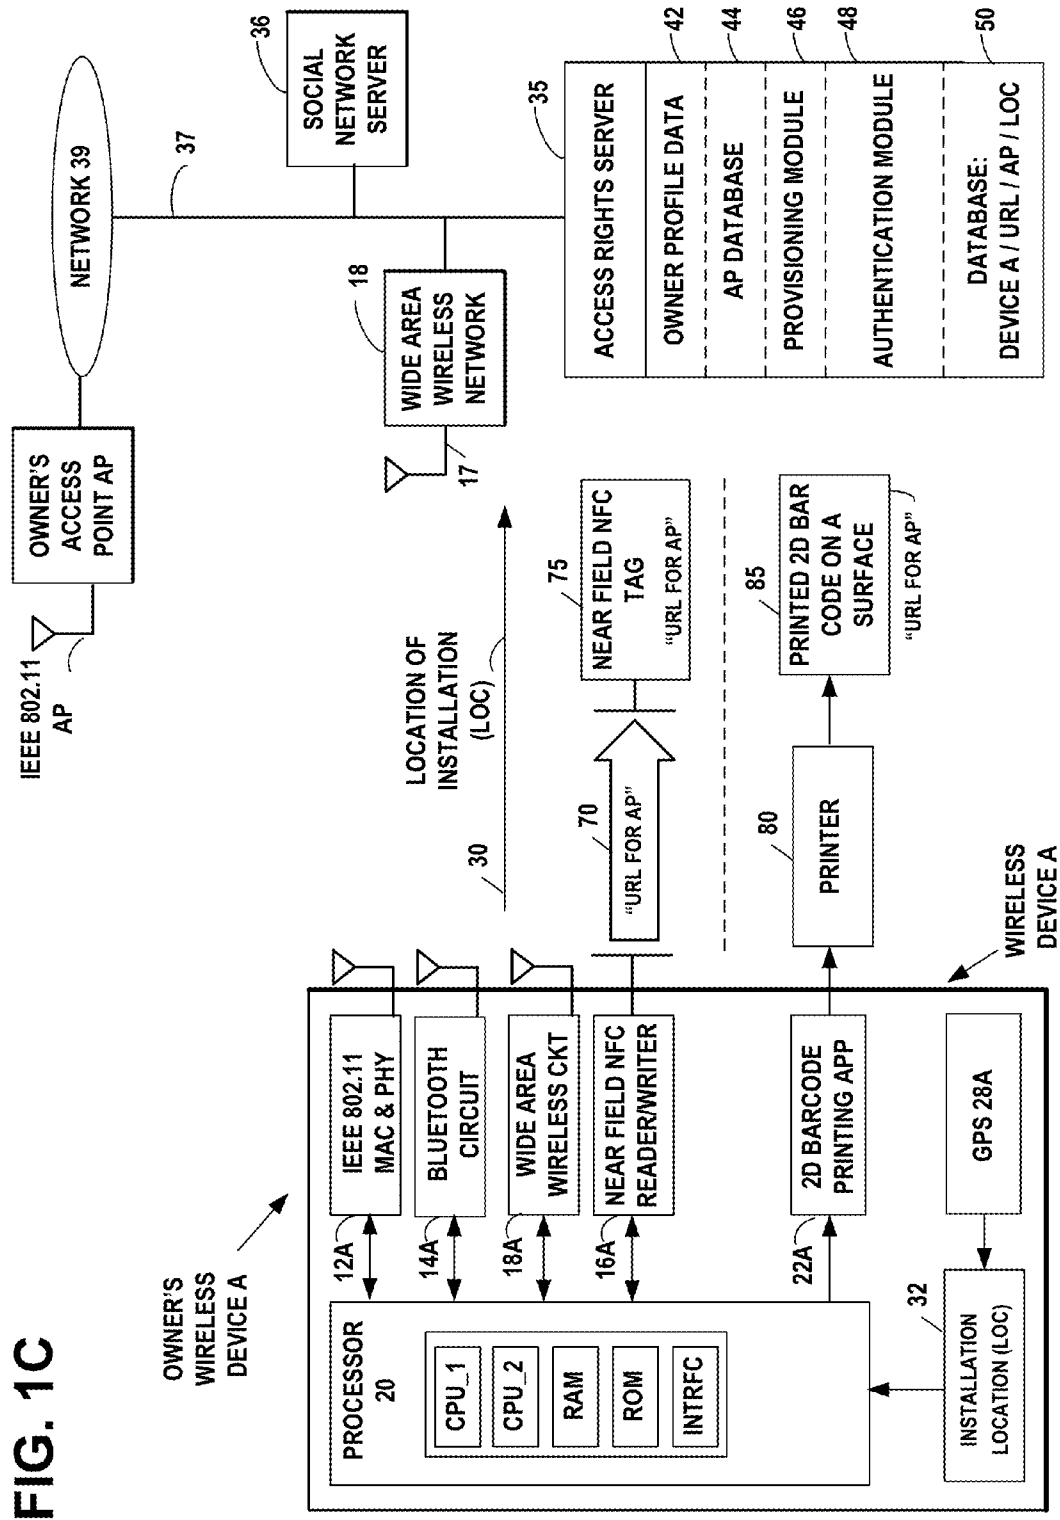 FIG. 1C
OWNER'S
WIRELESS
DEVICE A
PROCESSOR
20
CPU_1
CPU_2
RAM
ROM
INTRFC
12A
IEEE 802.11
MAC & PHY
14A
BLUETOOTH
CIRCUIT
18A
WIDE AREA
WIRELESS CKT
16A
NEAR FIELD NFC
READER/WRITER
22A
2D BARCODE
PRINTING APP
32
INSTALLATION
LOCATION (LOC)
GPS 28A
WIRELESS
DEVICE A
30
LOCATION OF
INSTALLATION
(LOC)
70
“URL FOR AP”
75
NEAR FIELD NFC
TAG
“URL FOR AP”
80
PRINTER
85
PRINTED 2D BAR
CODE ON A
SURFACE
“URL FOR AP”
IEEE 802.11
AP
OWNER'S
ACCESS
POINT AP
NETWORK 39
37
17
18
WIDE AREA
WIRELESS
NETWORK
36
SOCIAL
NETWORK
SERVER
35
ACCESS RIGHTS SERVER
OWNER PROFILE DATA
42
AP DATABASE
44
PROVISIONING MODULE
46
AUTHENTICATION MODULE
48
DATABASE:
DEVICE A / URL / AP / LOC
50